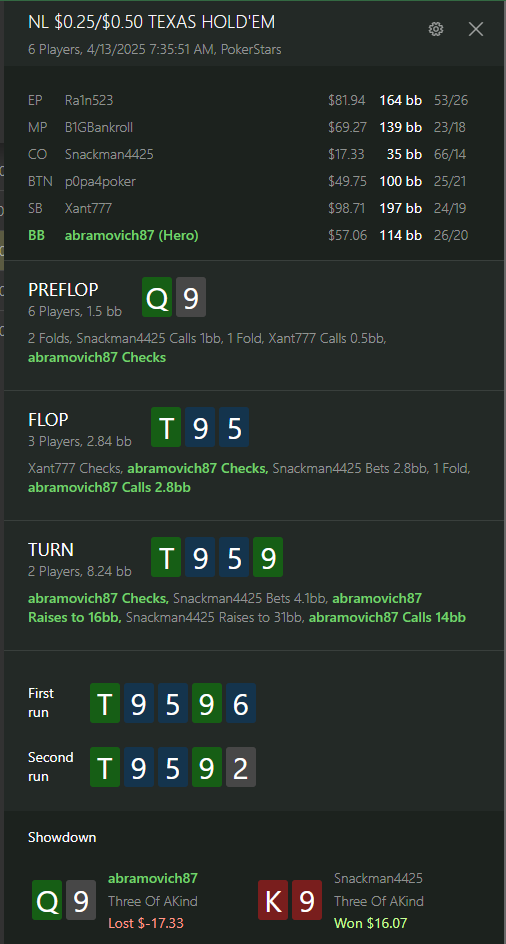 NL $0.25/$0.50 TEXAS HOLD'EM
6 Players, 4/13/2025 7:35:51 AM, PokerStars
EP Ra1n523 $81.94 164 bb 53/26
MP B1GBankroll $69.27 139 bb 23/18
CO Snackman4425 $17.33 35 bb 66/14
BTN p0pa4poker $49.75 100 bb 25/21
SB Xant777 $98.71 197 bb 24/19
BB abramovich87 (Hero) $57.06 114 bb 26/20
PREFLOP Q 9
6 Players, 1.5 bb
2 Folds, Snackman4425 Calls 1bb, 1 Fold, Xant777 Calls 0.5bb,
abramovich87 Checks
FLOP T 9 5
3 Players, 2.84 bb
Xant777 Checks, abramovich87 Checks, Snackman4425 Bets 2.8bb, 1 Fold,
abramovich87 Calls 2.8bb
TURN T 9 5 9
2 Players, 8.24 bb
abramovich87 Checks, Snackman4425 Bets 4.1bb, abramovich87
Raises to 16bb, Snackman4425 Raises to 31bb, abramovich87 Calls 14bb
First
run
T 9 5 9 6
Second
run
T 9 5 9 2
Showdown
Q 9
abramovich87
Three Of AKind
Lost $-17.33
K 9
Snackman4425
Three Of AKind
Won $16.07